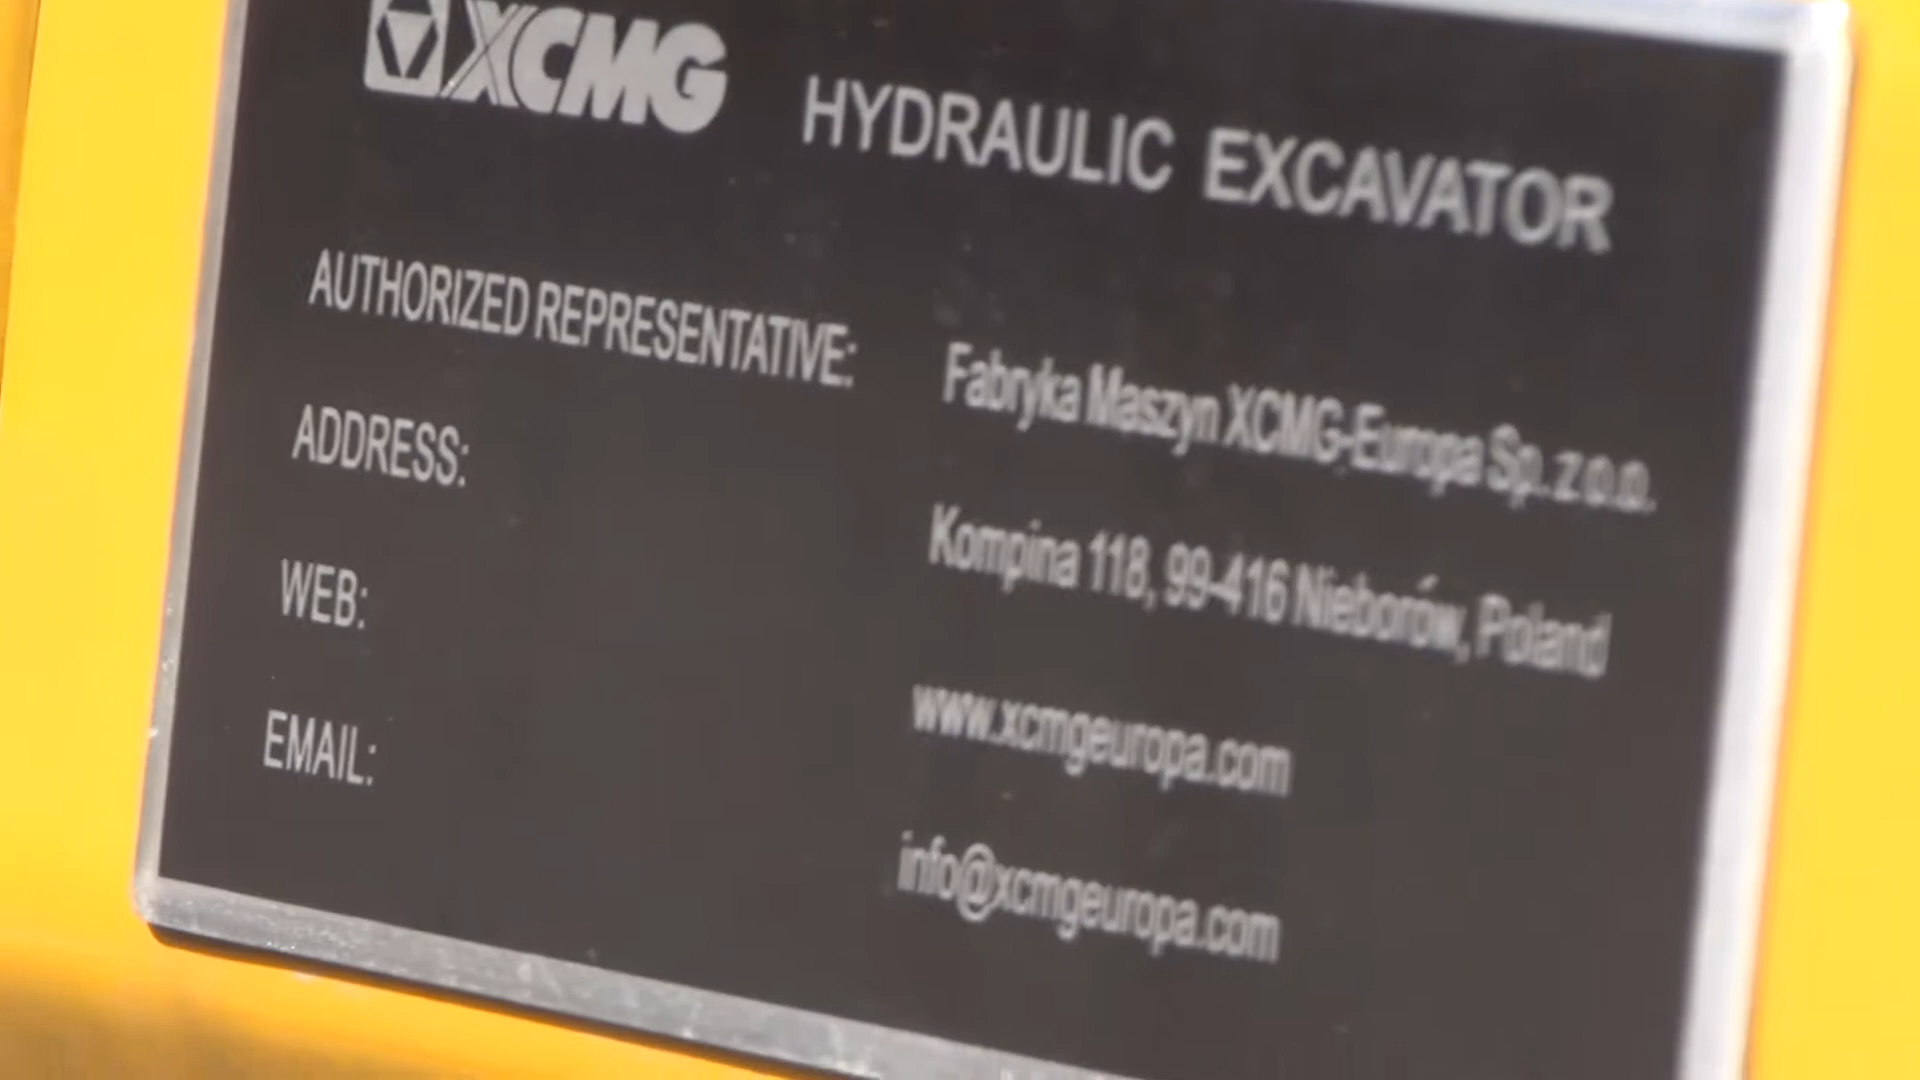 XCMG HYDRAULIC EXCAVATOR
AUTHORIZED REPRESENTATIVE: Fabryka Maszyn XCMG-Europa Sp. z o.o.
ADDRESS: Kompina 118, 99-416 Nieborów, Poland
WEB: www.xcmgeuropa.com
EMAIL: info@xcmgeuropa.com